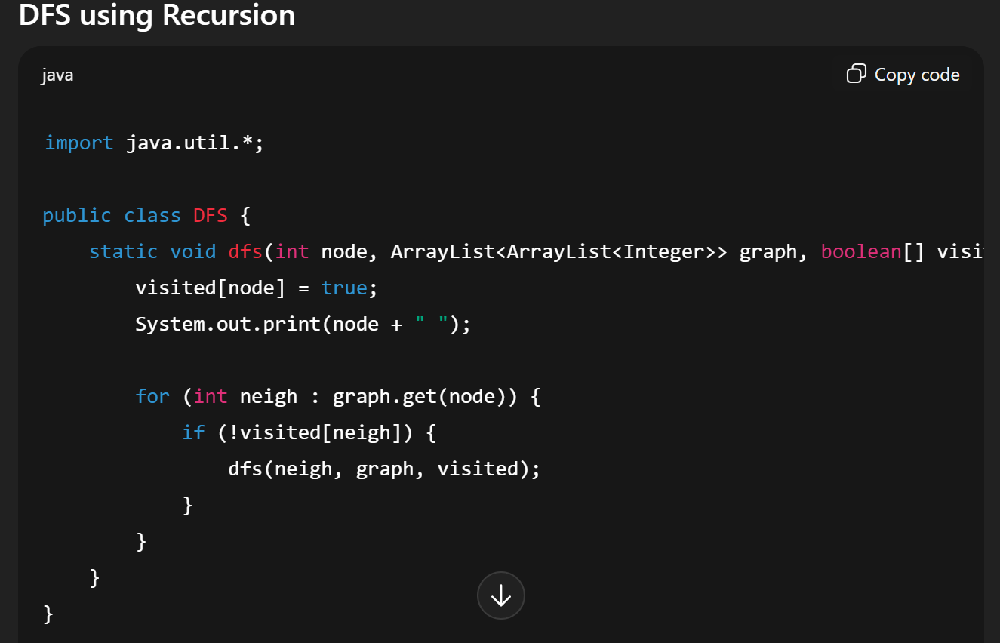 DFS using Recursion
java
Copy code
import java.util.*;
public class DFS {
static void dfs(int node, ArrayList<ArrayList<Integer>> graph, boolean[] visi
visited[node] = true;
System.out.print(node + " ");
for (int neigh : graph.get(node)) {
if (!visited[neigh]) {
dfs(neigh, graph, visited);
}
}
}
}